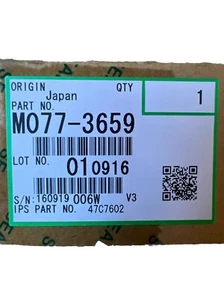 ORIGIN QTY
Japan 1
PART NO.
M077-3659
LOT NO. 010916
S/N: 160919 006W V3
IPS PART NO. 47C7602